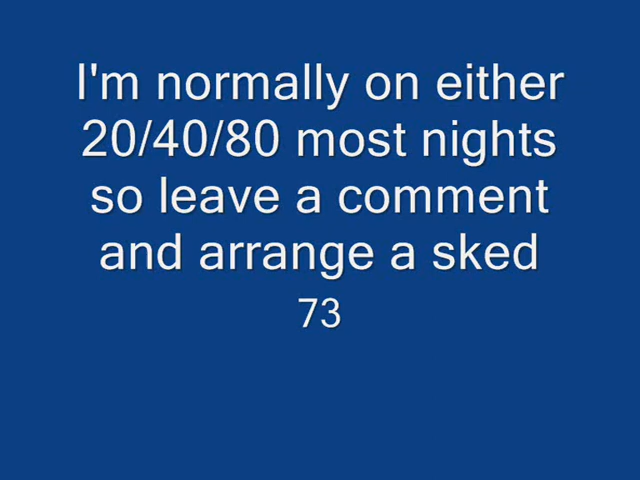 I'm normally on either
20/40/80 most nights
so leave a comment
and arrange a sked
73